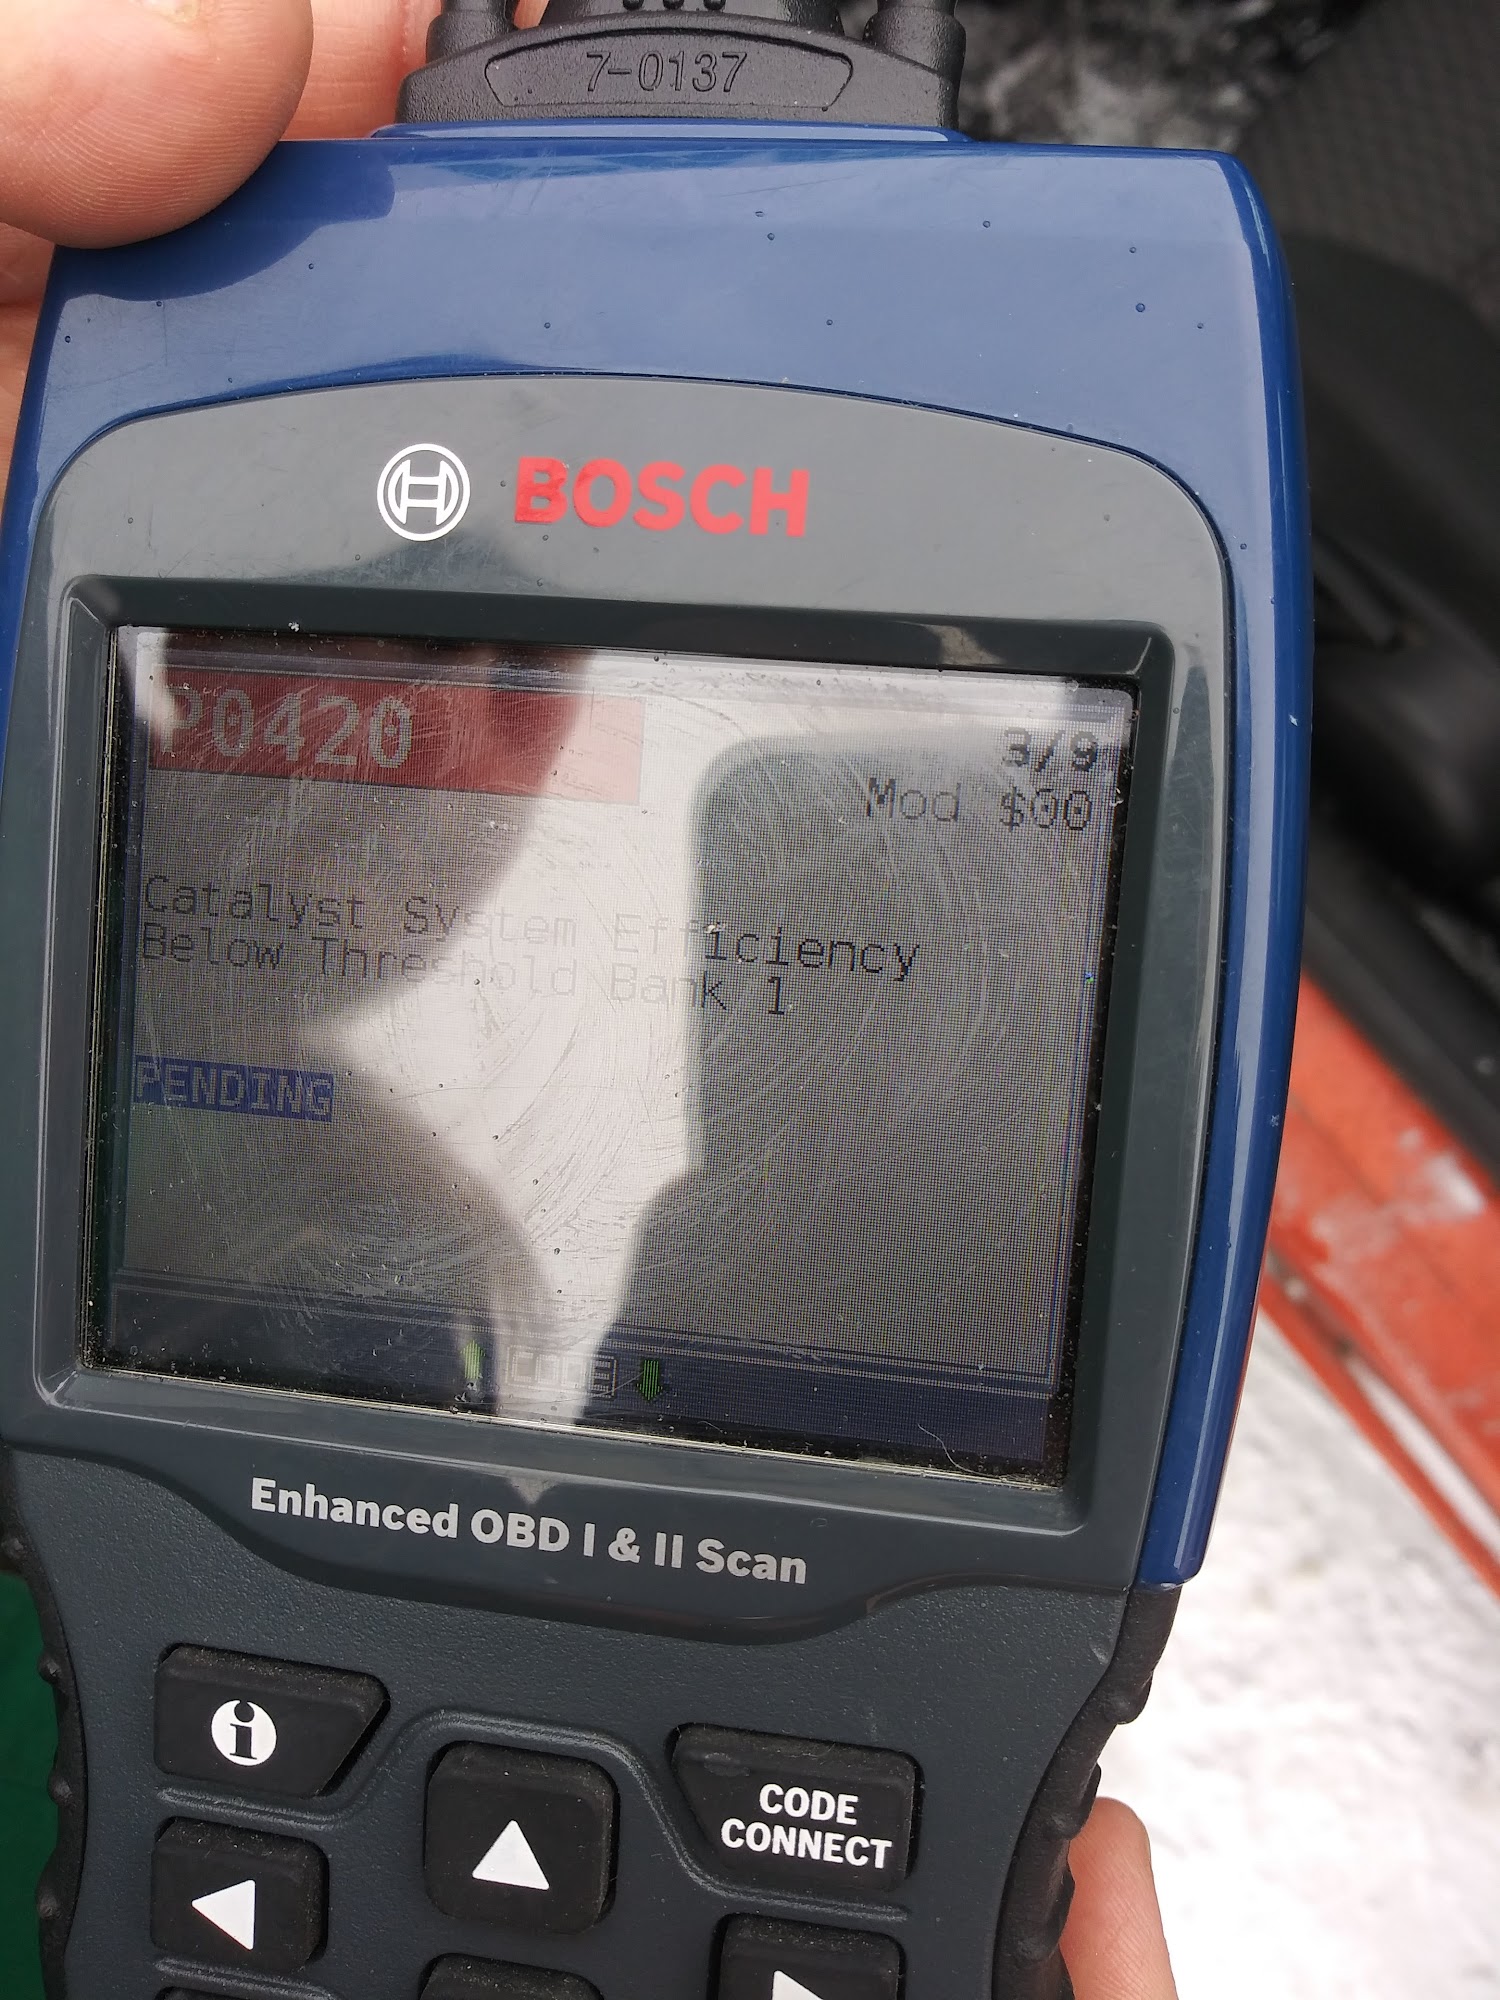 7-0137
BOSCH
P0420
3/9
Mod $00
Catalyst System Efficiency
Below Threshold Bank 1
PENDING
CODE
Enhanced OBD I & II Scan
i
CODE
CONNECT